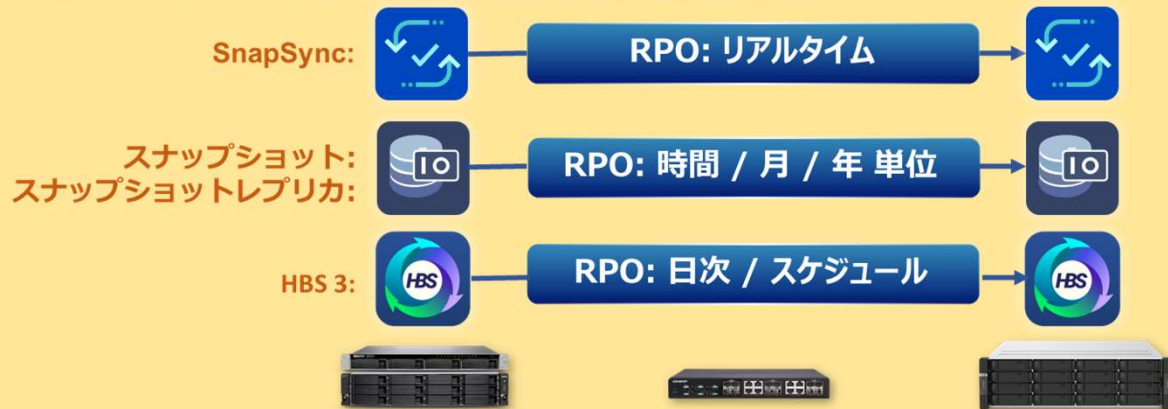 SnapSync:
RPO: リアルタイム
スナップショット:
スナップショットレプリカ:
RPO: 時間 / 月 / 年 単位
HBS 3:
HBS
RPO: 日次 / スケジュール
HBS